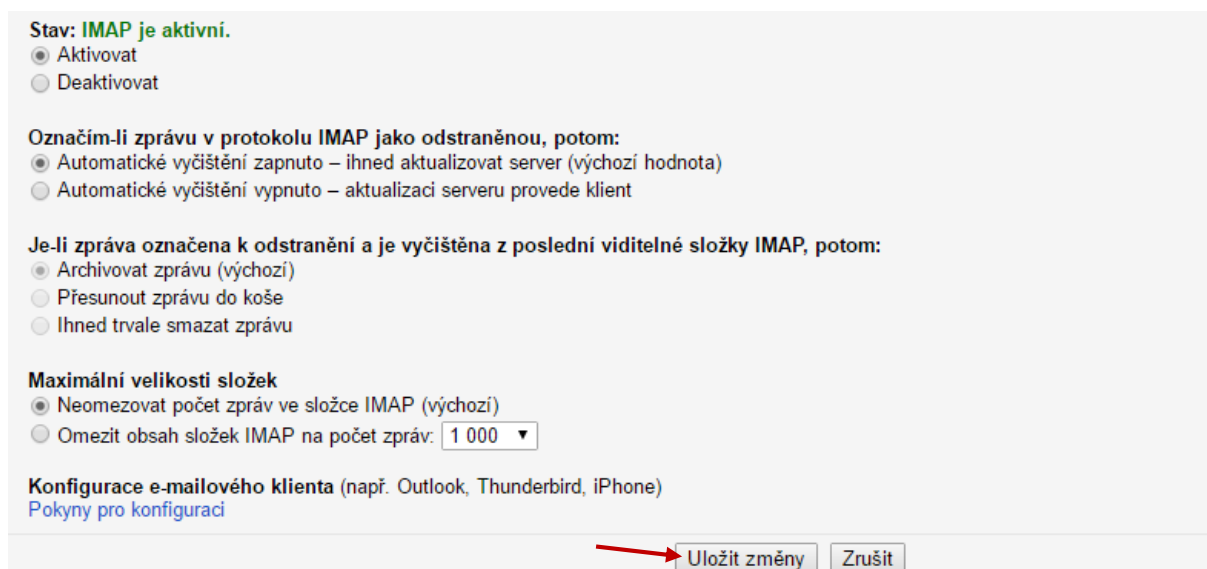 Stav: IMAP je aktivní.
Aktivovat
Deaktivovat
Označím-li zprávu v protokolu IMAP jako odstraněnou, potom:
Automatické vyčištění zapnuto – ihned aktualizovat server (výchozí hodnota)
Automatické vyčištění vypnuto – aktualizaci serveru provede klient
Je-li zpráva označena k odstranění a je vyčištěna z poslední viditelné složky IMAP, potom:
Archivovat zprávu (výchozí)
Přesunout zprávu do koše
Ihned trvale smazat zprávu
Maximální velikosti složek
Neomezovat počet zpráv ve složce IMAP (výchozí)
Omezit obsah složek IMAP na počet zpráv: 1 000
Konfigurace e-mailového klienta (např. Outlook, Thunderbird, iPhone)
Pokyny pro konfiguraci
Uložit změny Zrušit